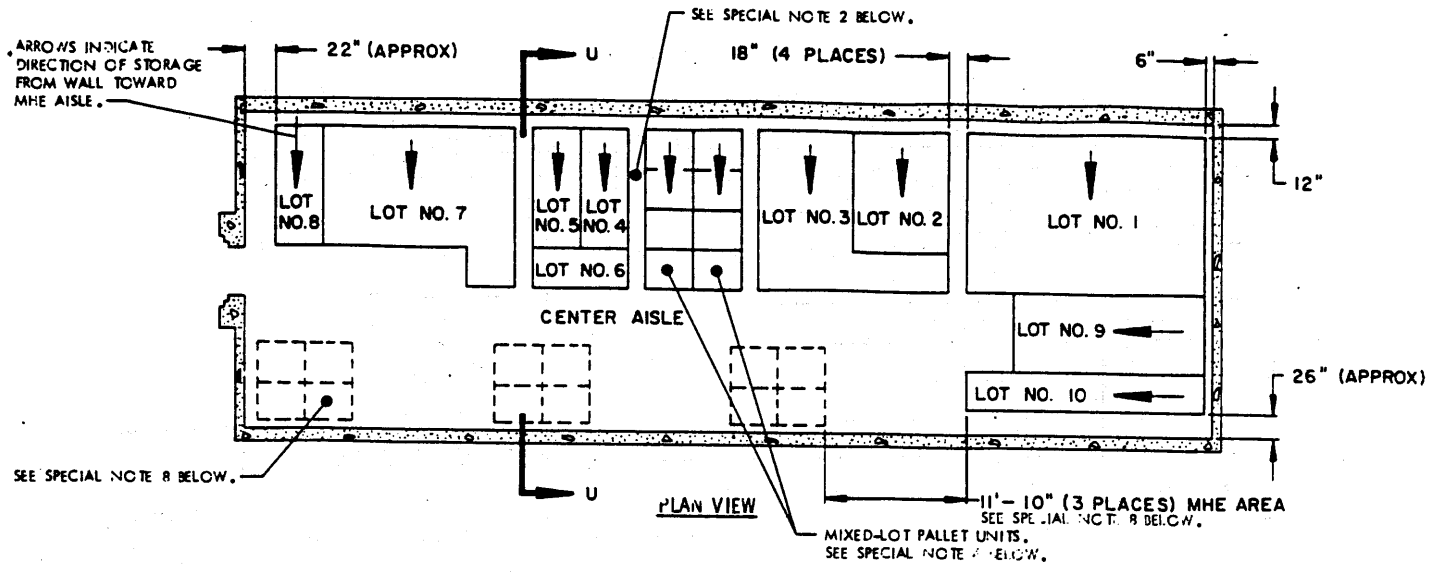 SEE SPECIAL NOTE 2 BELOW.
ARROWS INDICATE
DIRECTION OF STORAGE
FROM WALL TOWARD
MHE AISLE.
22" (APPROX)
U
18" (4 PLACES)
6"
12"
LOT
NO.8
LOT NO. 7
LOT
NO.5
LOT
NO.4
LOT NO. 6
LOT NO.3
LOT
NO.2
LOT NO. 1
CENTER AISLE
LOT NO. 9
LOT NO. 10
26" (APPROX)
SEE SPECIAL NOTE 8 BELOW.
U
PLAN VIEW
11'-10" (3 PLACES) MHE AREA
SEE SPECIAL NOTE 8 BELOW.
MIXED-LOT PALLET UNITS.
SEE SPECIAL NOTE BELOW.